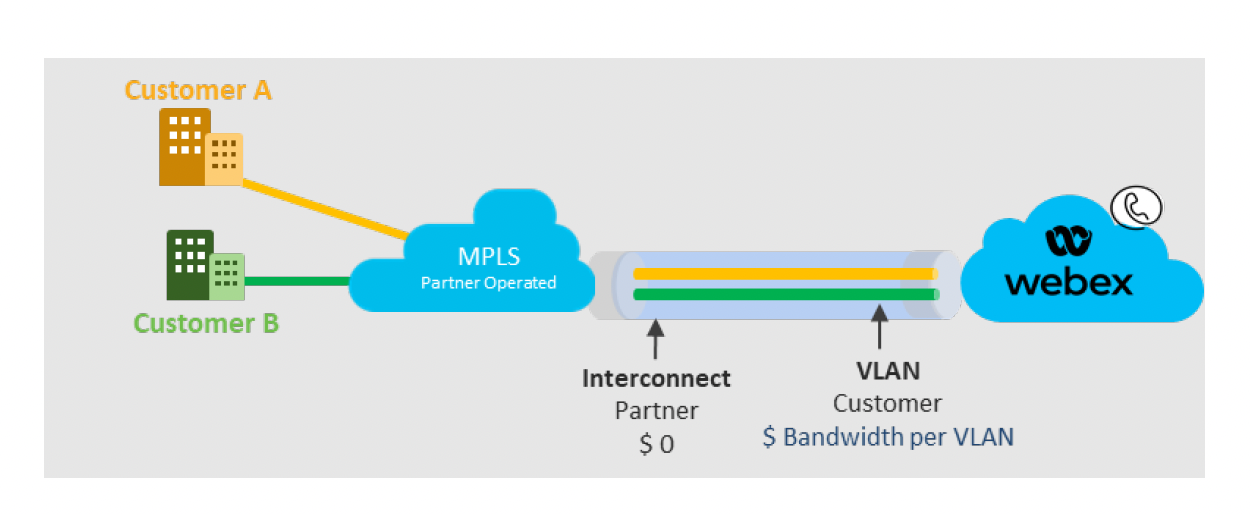 Customer A
Customer B
MPLS
Partner Operated
webex
Interconnect
Partner
$ 0
VLAN
Customer
$ Bandwidth per VLAN